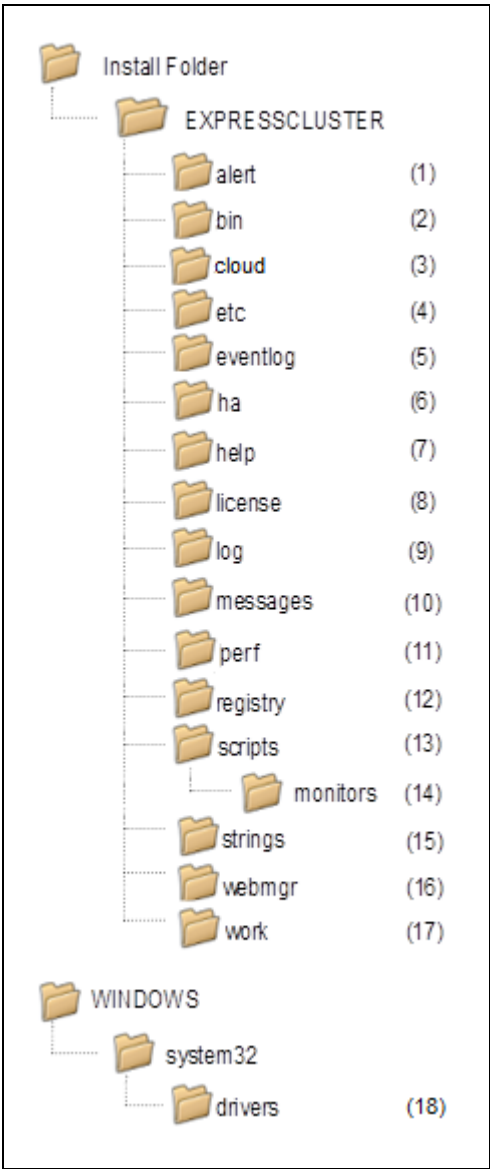 Install Folder
EXPRESSCLUSTER
alert (1)
bin (2)
cloud (3)
etc (4)
eventlog (5)
ha (6)
help (7)
license (8)
log (9)
messages (10)
perf (11)
registry (12)
scripts (13)
monitors (14)
strings (15)
webmgr (16)
work (17)
WINDOWS
system32
drivers (18)